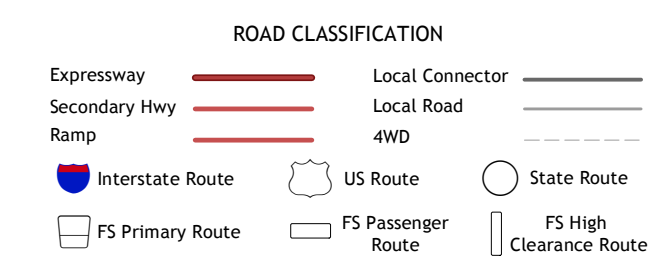 ROAD CLASSIFICATION
Expressway
Local Connector
Secondary Hwy
Local Road
Ramp
4WD
Interstate Route
US Route
State Route
FS Primary Route
FS Passenger
Route
FS High
Clearance Route